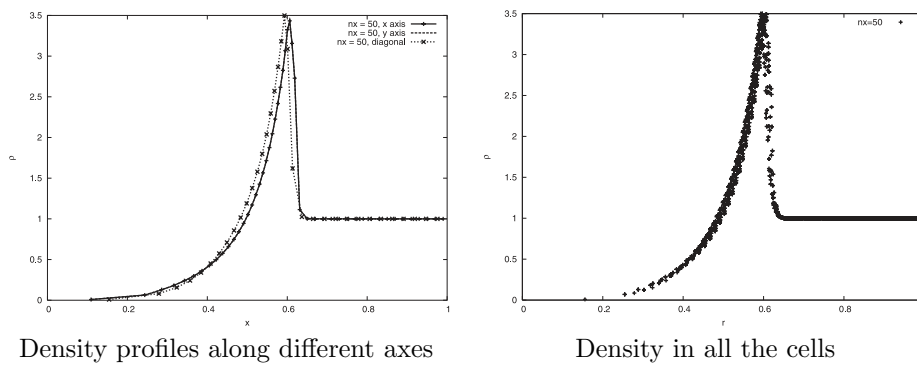 3.5
3
2.5
2
1.5
1
0.5
0
ρ
nx = 50, x axis
nx = 50, y axis
nx = 50, diagonal
0 0.2 0.4 0.6 0.8 1
x
Density profiles along different axes
3.5
3
2.5
2
1.5
1
0.5
0
ρ
nx=50
0 0.2 0.4 0.6 0.8
r
Density in all the cells